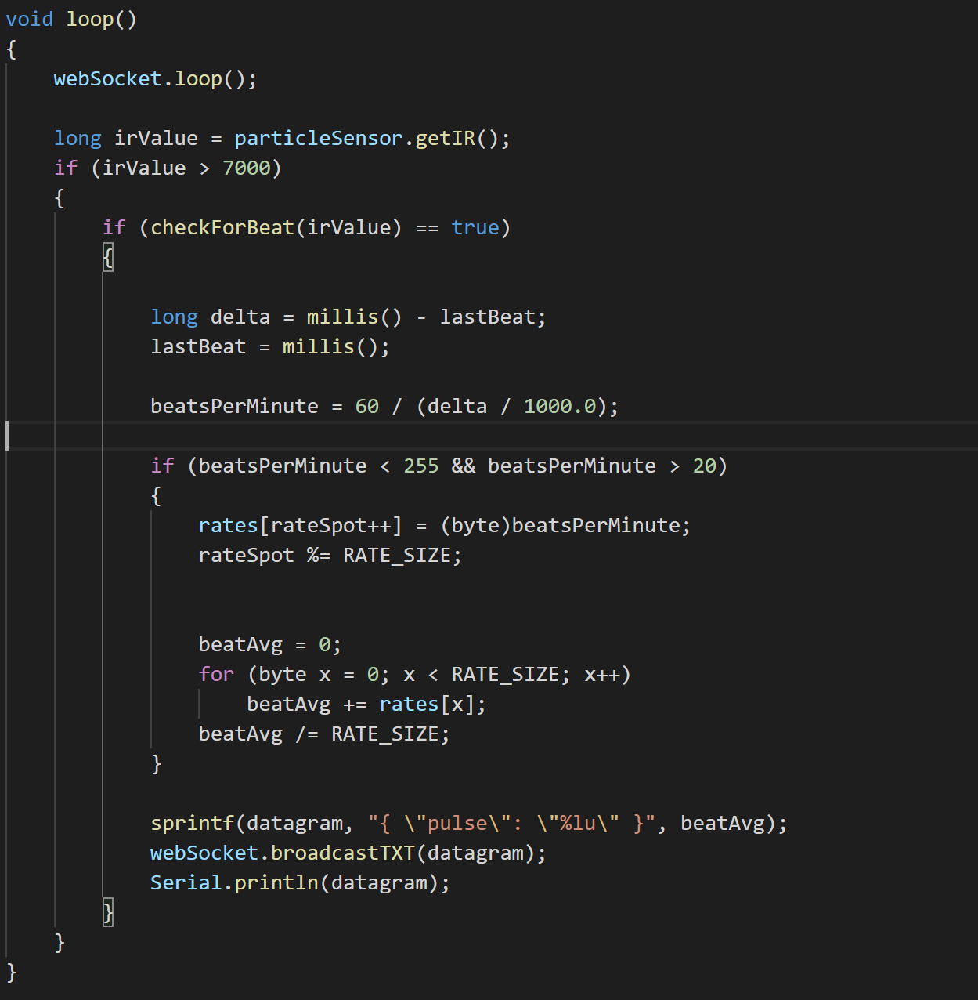 void loop()
{
    webSocket.loop();

    long irValue = particleSensor.getIR();
    if (irValue > 7000)
    {
        if (checkForBeat(irValue) == true)
        {

            long delta = millis() - lastBeat;
            lastBeat = millis();

            beatsPerMinute = 60 / (delta / 1000.0);

            if (beatsPerMinute < 255 && beatsPerMinute > 20)
            {
                rates[rateSpot++] = (byte)beatsPerMinute;
                rateSpot %= RATE_SIZE;


                beatAvg = 0;
                for (byte x = 0; x < RATE_SIZE; x++)
                    beatAvg += rates[x];
                beatAvg /= RATE_SIZE;
            }

            sprintf(datagram, "{ \"pulse\": \"%lu\" }", beatAvg);
            webSocket.broadcastTXT(datagram);
            Serial.println(datagram);
        }
    }
}